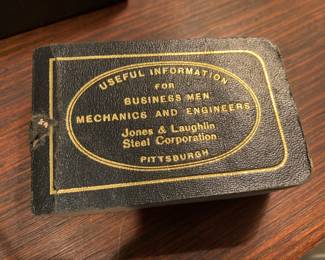 USEFUL INFORMATION
FOR
BUSINESS MEN
MECHANICS AND ENGINEERS
Jones & Laughlin
Steel Corporation
PITTSBURGH